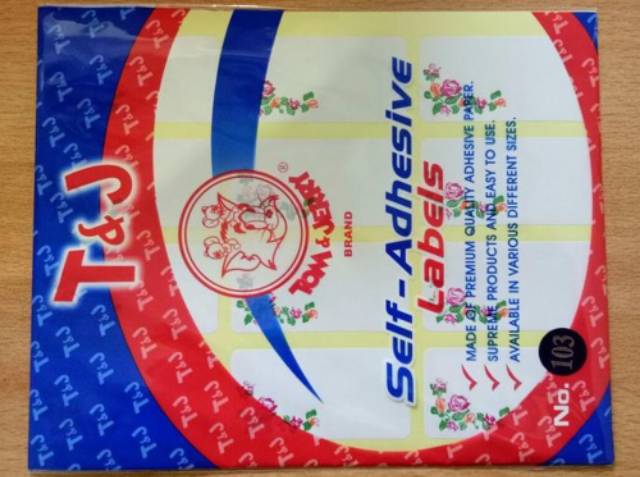 T&J
TOM & JERRY®
BRAND
Self-Adhesive
Labels
MADE OF PREMIUM QUALITY ADHESIVE PAPER.
SUPREME PRODUCTS AND EASY TO USE.
AVAILABLE IN VARIOUS DIFFERENT SIZES.
No. 103